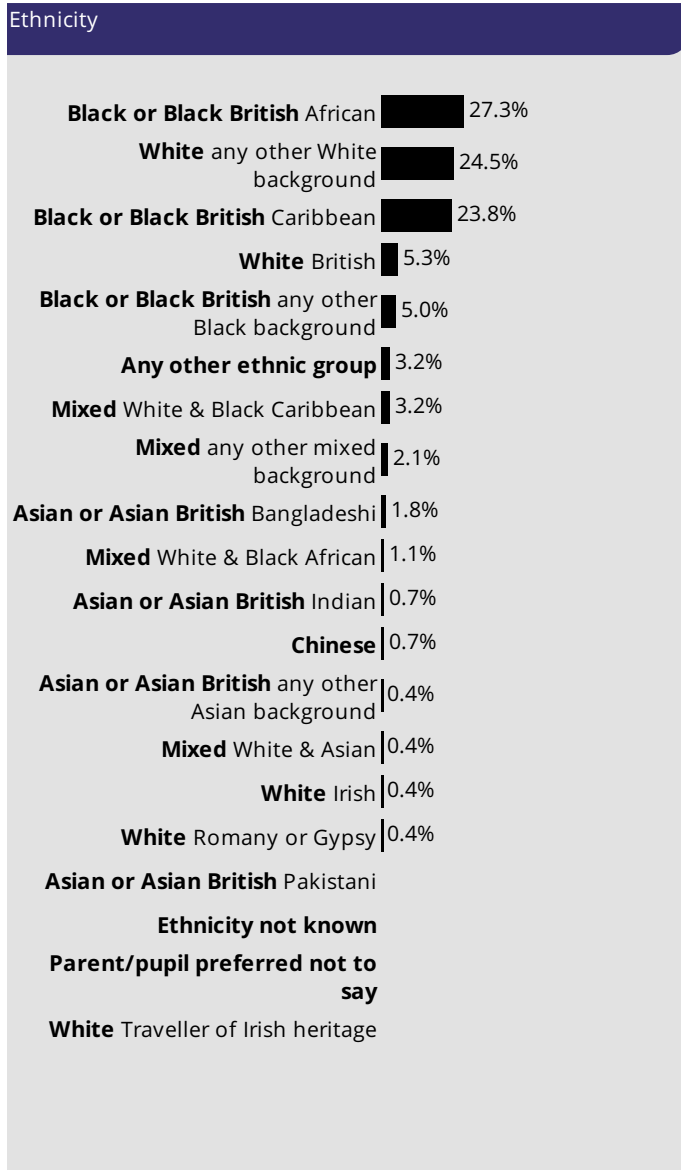 Ethnicity
Black or Black British African 27.3%
White any other White
background 24.5%
Black or Black British Caribbean 23.8%
White British 5.3%
Black or Black British any other
Black background 5.0%
Any other ethnic group 3.2%
Mixed White & Black Caribbean 3.2%
Mixed any other mixed
background 2.1%
Asian or Asian British Bangladeshi 1.8%
Mixed White & Black African 1.1%
Asian or Asian British Indian 0.7%
Chinese 0.7%
Asian or Asian British any other
Asian background 0.4%
Mixed White & Asian 0.4%
White Irish 0.4%
White Romany or Gypsy 0.4%
Asian or Asian British Pakistani
Ethnicity not known
Parent/pupil preferred not to
say
White Traveller of Irish heritage